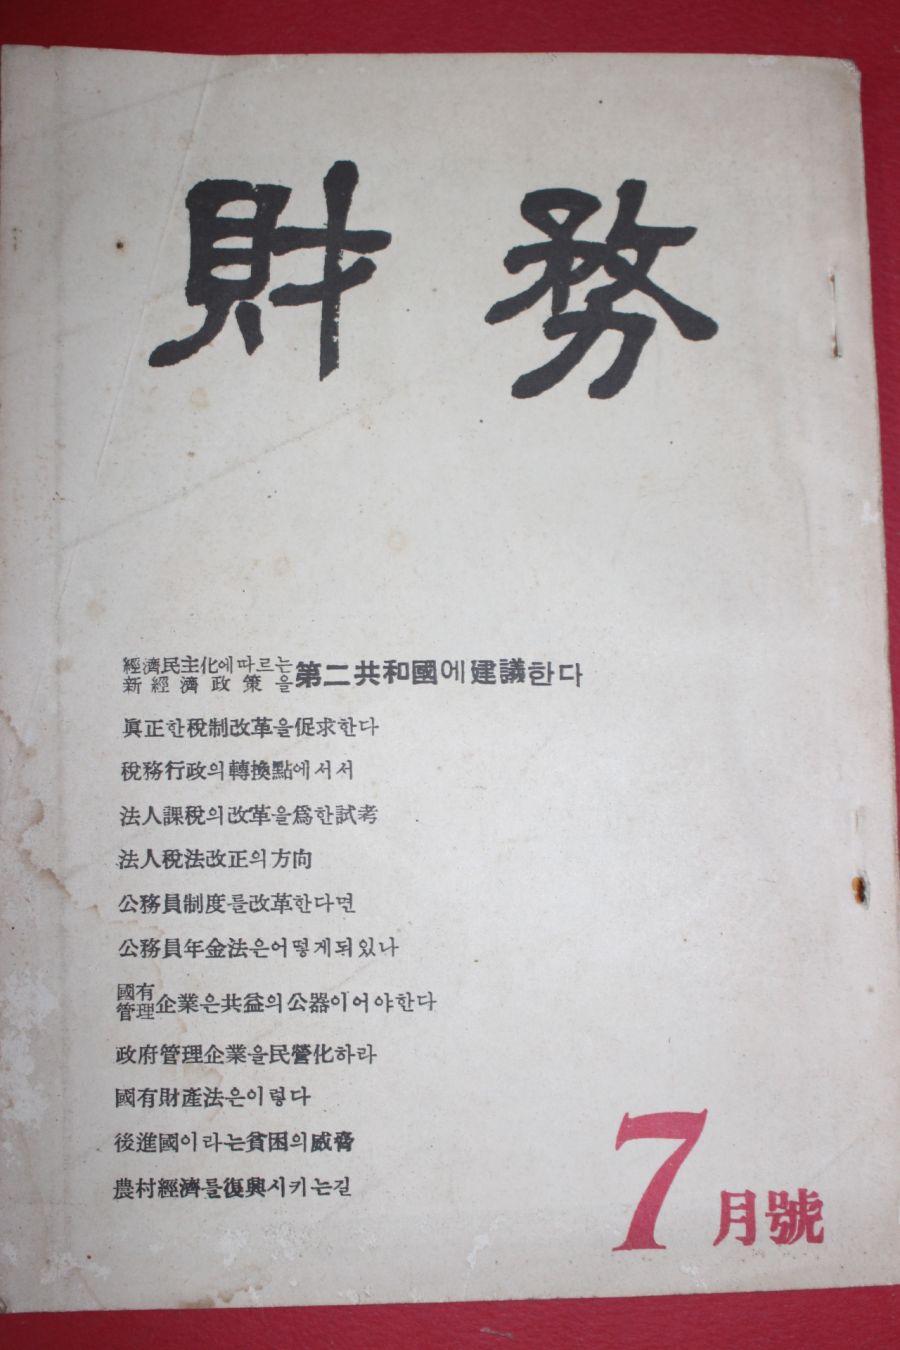 財務
經濟民主化에따르는
新經濟政策을
第二共和國에建議한다
眞正한稅制改革을促求한다
稅務行政의轉換點에서서
法人課稅의改革을爲한試考
法人稅法改正의方向
公務員制度를改革한다면
公務員年金法은어떻게되있나
國有
管理
企業은共益의公器이어야한다
政府管理企業을民營化하라
國有財產法은이렇다
後進國이라는貧困의威脅
農村經濟를復興시키는길
7月號